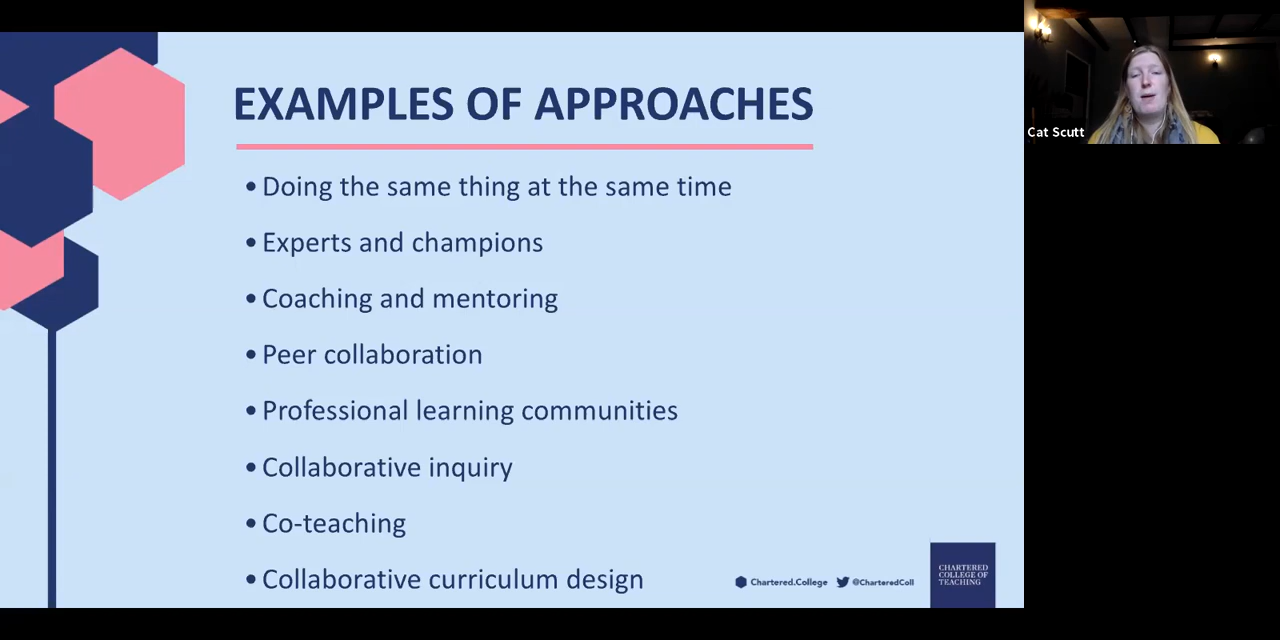 EXAMPLES OF APPROACHES
• Doing the same thing at the same time
• Experts and champions
• Coaching and mentoring
• Peer collaboration
• Professional learning communities
• Collaborative inquiry
• Co-teaching
• Collaborative curriculum design
Chartered.College @CharteredColl
CHARTERED
COLLEGE OF
TEACHING
Cat Scutt